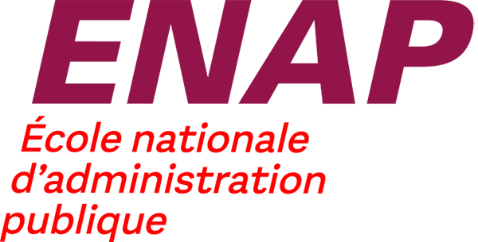 ENAP
École nationale
d’administration
publique